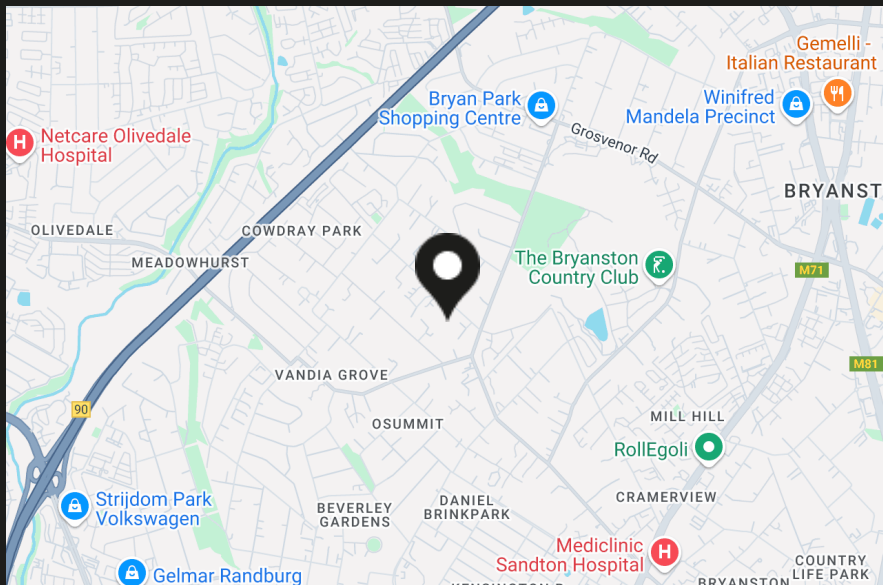 Gemelli -
Italian Restaurant
Bryan Park
Shopping Centre
Winifred
Mandela Precinct
Grosvenor Rd
Netcare Olivedale
Hospital
BRYANST
OLIVEDALE
COWDRAY PARK
MEADOWHURST
The Bryanston
Country Club
M71
M81
VANDIA GROVE
90
OSUMMIT
MILL HILL
RollEgoli
CRAMERVIEW
Strijdom Park
Volkswagen
BEVERLEY
GARDENS
DANIEL
BRINKPARK
Mediclinic
Sandton Hospital
COUNTRY
LIFE PARK
Gelmar Randburg
BRYANSTON